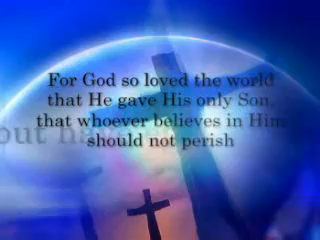 For God so loved the world
that He gave His only Son,
that whoever believes in Him
should not perish